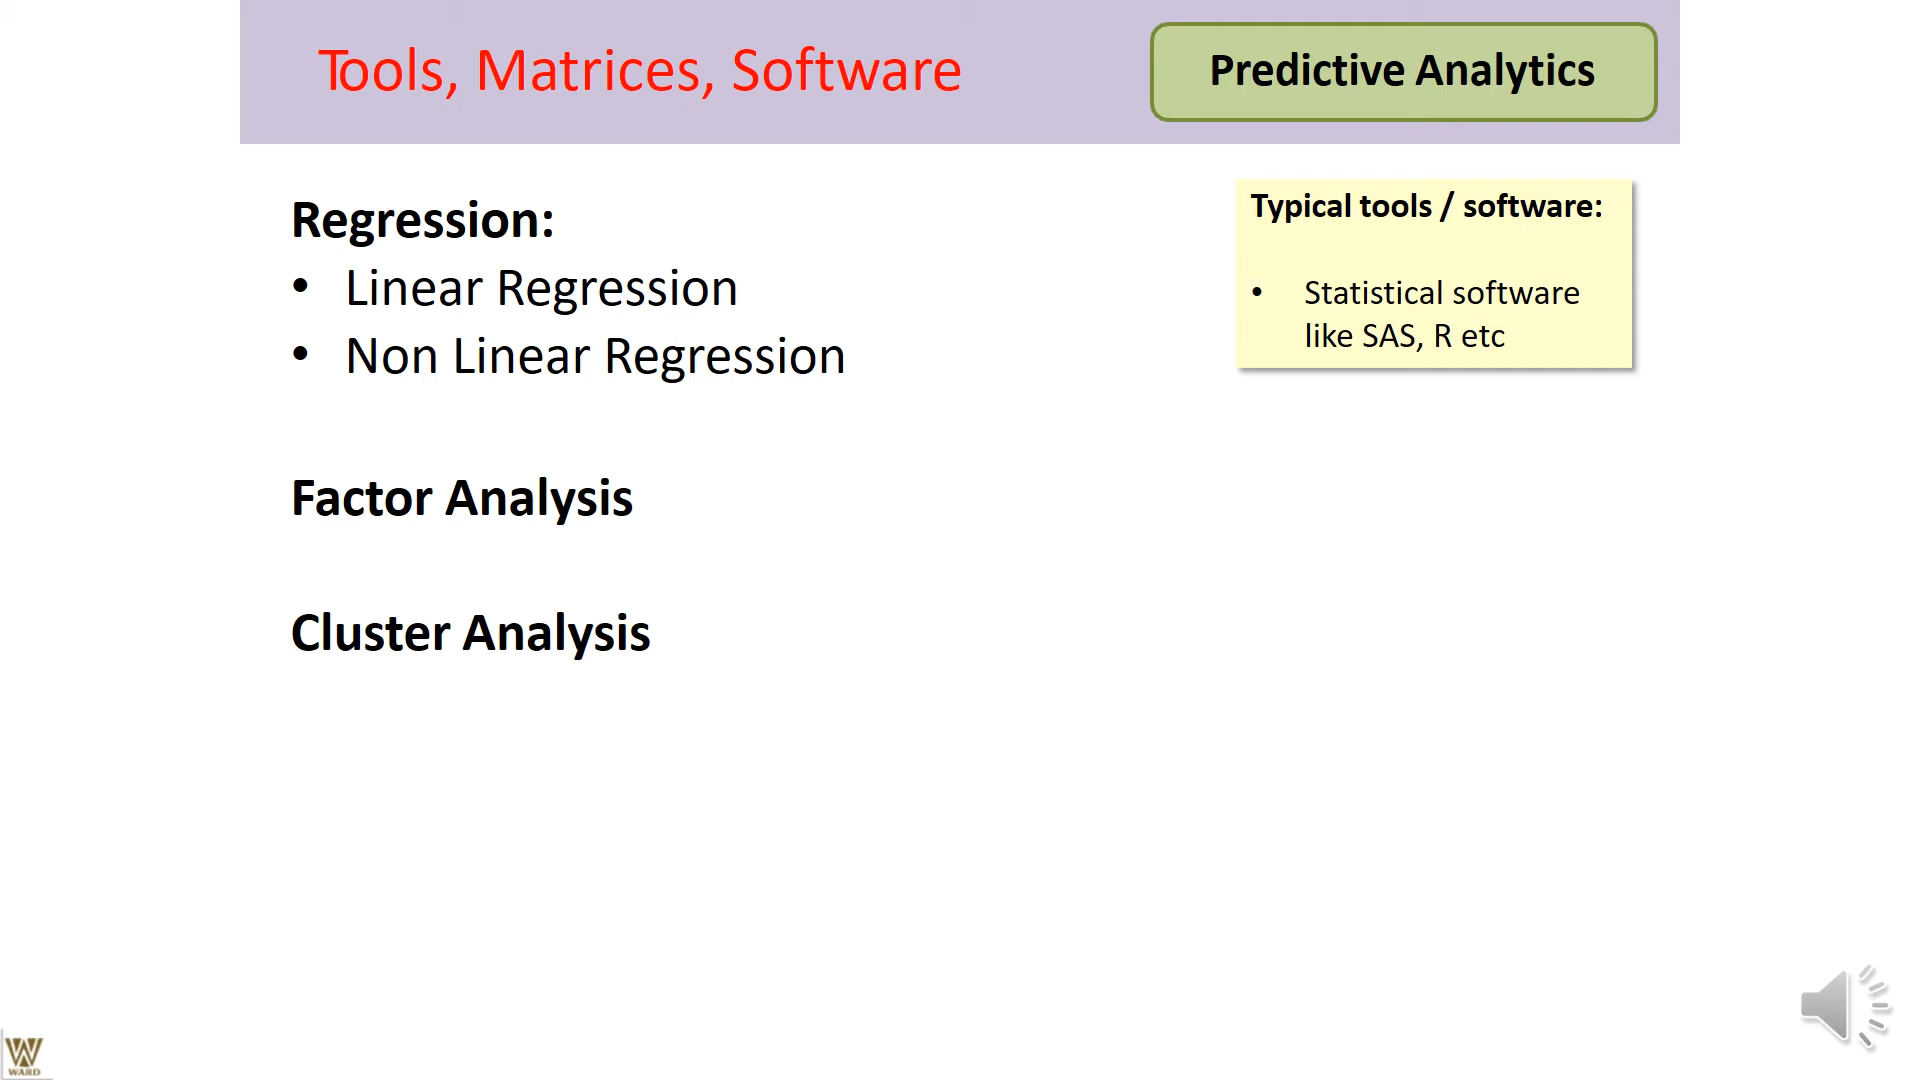 Tools, Matrices, Software
Predictive Analytics
Regression:
• Linear Regression
• Non Linear Regression
Factor Analysis
Cluster Analysis
Typical tools / software:
• Statistical software
like SAS, R etc
WARD